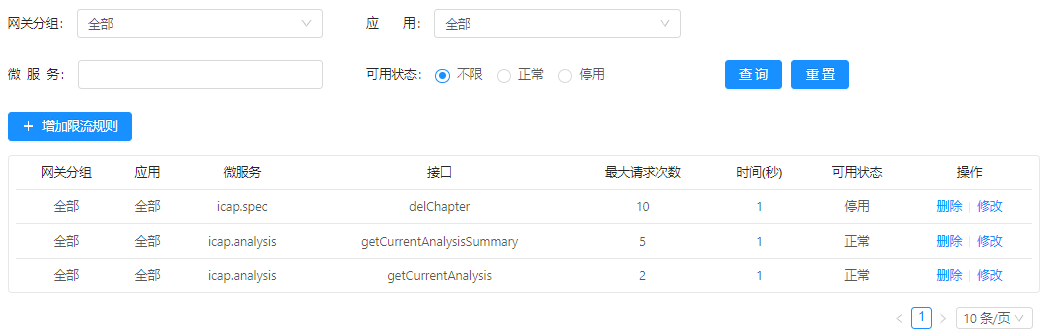 网关分组: 全部 应 用: 全部
微 服 务: 可用状态: 不限 正常 停用 查 询 重 置
+ 增加限流规则
网关分组 应用 微服务 接口 最大请求次数 时间(秒) 可用状态 操作
全部 全部 icap.spec delChapter 10 1 停用 删除 修改
全部 全部 icap.analysis getCurrentAnalysisSummary 5 1 正常 删除 修改
全部 全部 icap.analysis getCurrentAnalysis 2 1 正常 删除 修改
< 1 > 10 条/页